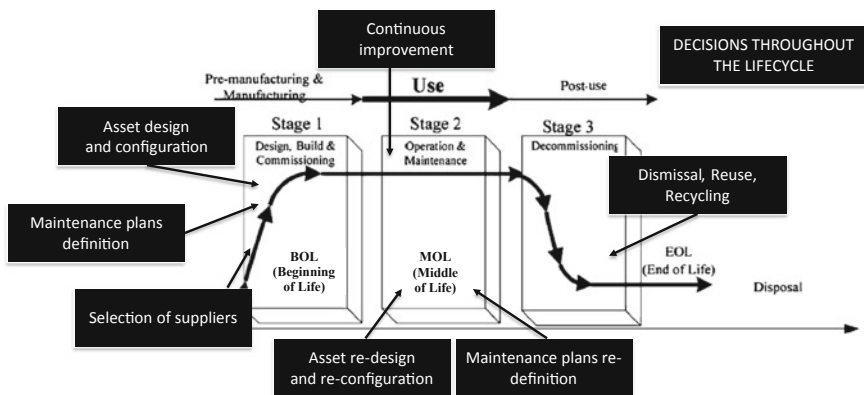 Continuous
improvement
DECISIONS THROUGHOUT
THE LIFECYCLE
Pre-manufacturing &
Manufacturing
Use
Post-use
Asset design
and configuration
Stage 1
Stage 2
Stage 3
Design, Build &
Commissioning
Operation &
Maintenance
Decommissioning
Dismissal, Reuse,
Recycling
Maintenance plans
definition
BOL
(Beginning
of Life)
MOL
(Middle
of Life)
EOL
(End of Life)
Disposal
Selection of suppliers
Asset re-design
and re-configuration
Maintenance plans re-
definition